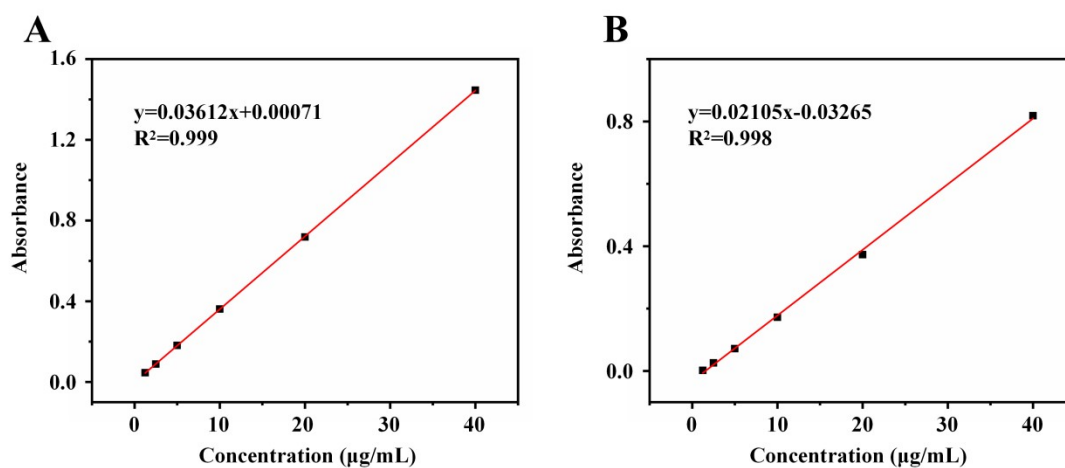 A
1.6
1.2
0.8
0.4
0.0
Absorbance
y=0.03612x+0.00071
R²=0.999
0 10 20 30 40
Concentration (μg/mL)
B
0.8
0.4
0.0
Absorbance
y=0.02105x-0.03265
R²=0.998
0 10 20 30 40
Concentration (μg/mL)